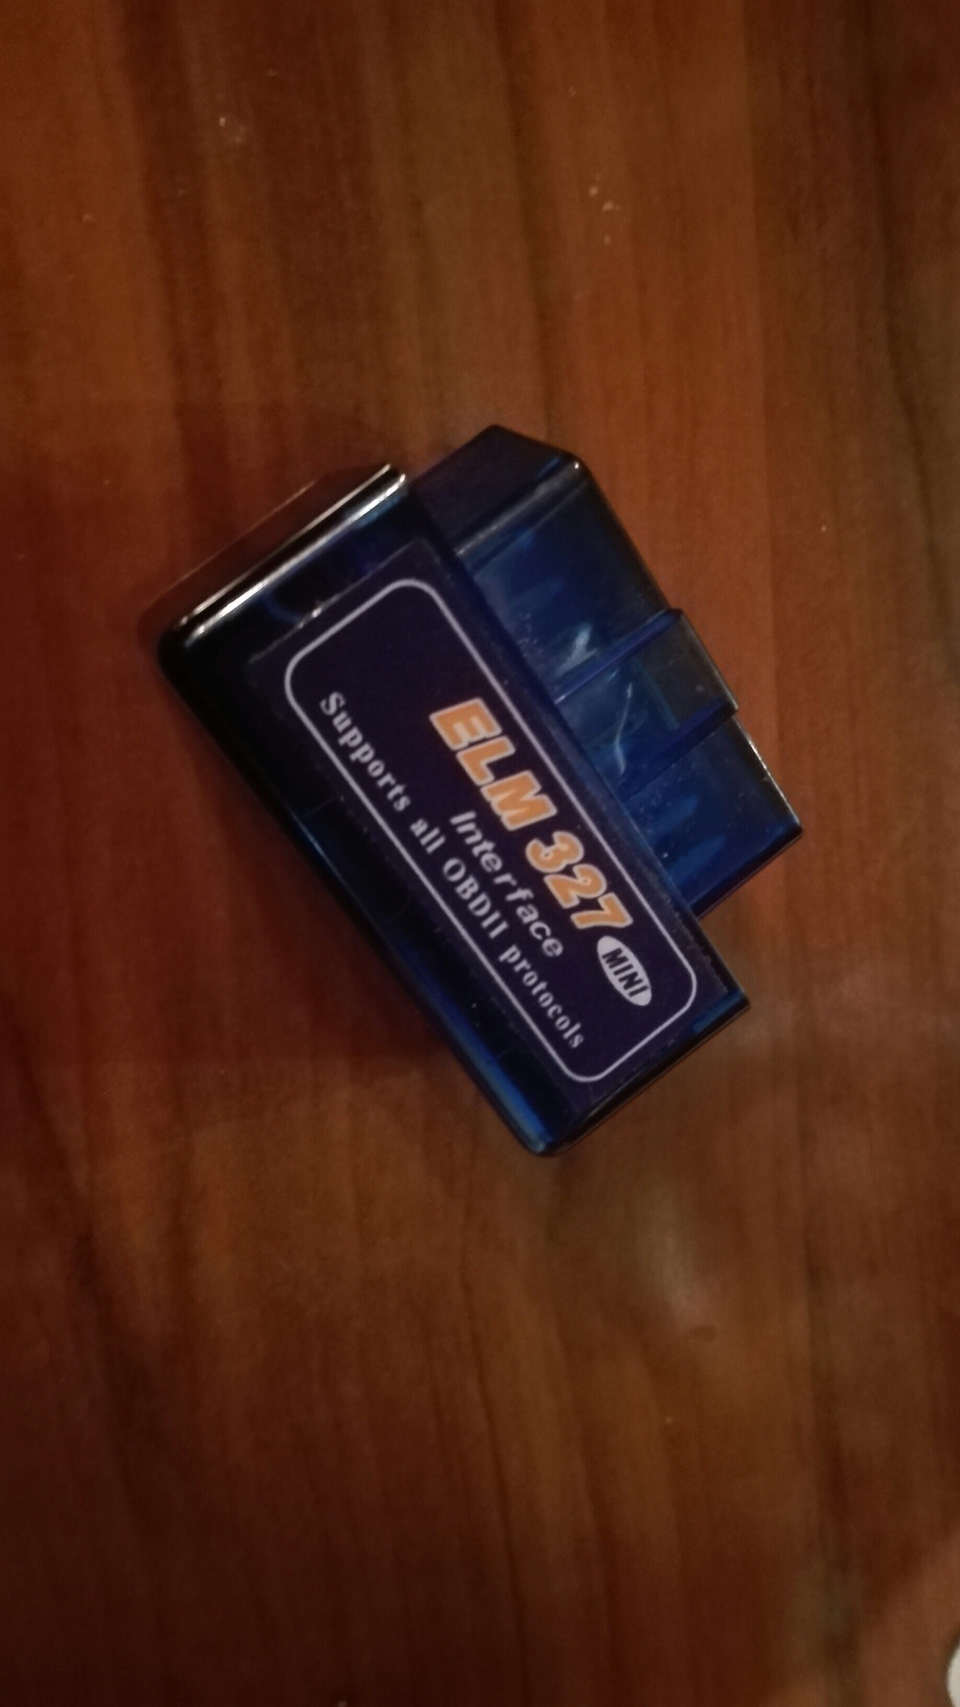 ELM 327
Interface
MINI
Supports all OBDII protocols